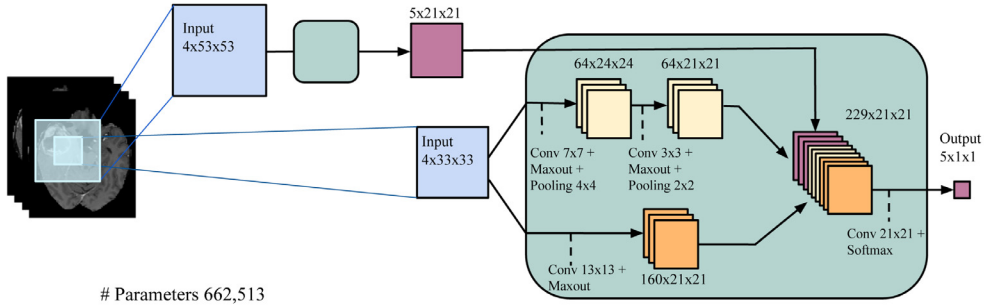 Input
4x53x53
5x21x21
64x24x24
64x21x21
229x21x21
Output
5x1x1
Input
4x33x33
Conv 7x7 +
Maxout +
Pooling 4x4
Conv 3x3 +
Maxout +
Pooling 2x2
Conv 21x21 +
Softmax
Conv 13x13 +
Maxout
160x21x21
# Parameters 662,513